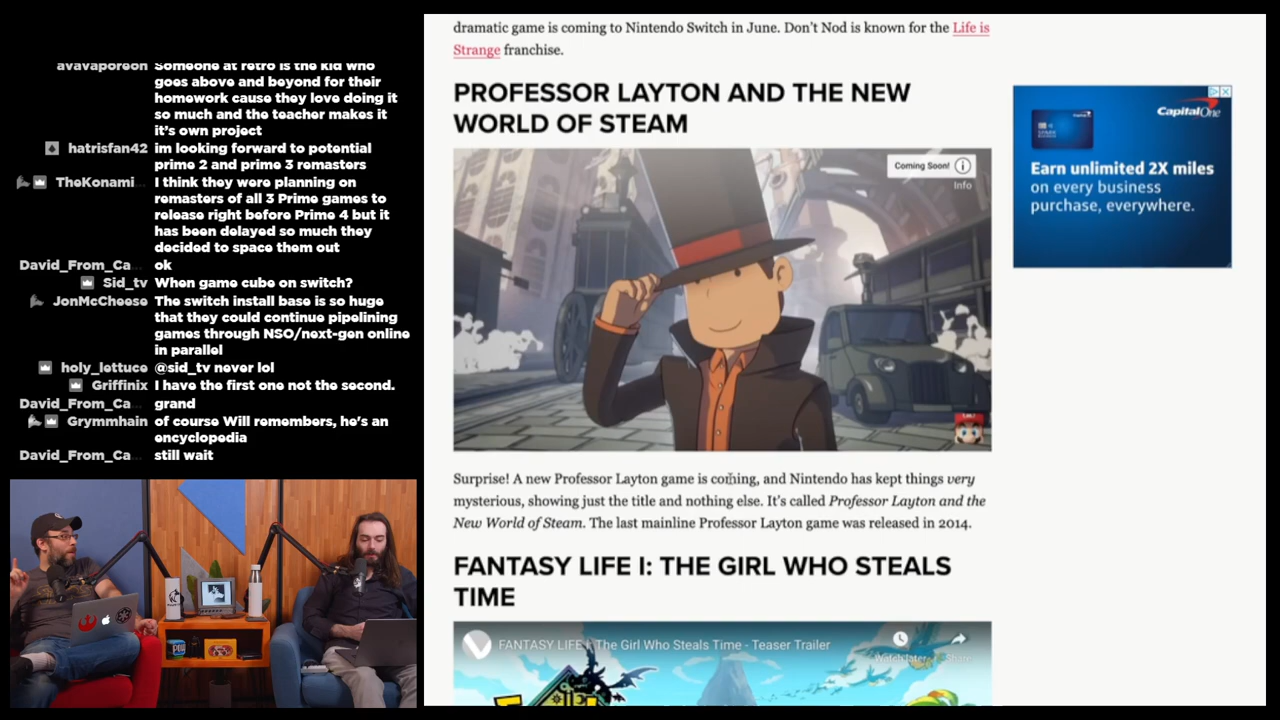 avavaporeon someone at retro is the kid who
goes above and beyond for their
homework cause they love doing it
so much and the teacher makes it
it's own project
hatrisfan42 im looking forward to potential
prime 2 and prime 3 remasters
TheKonami... I think they were planning on
remasters of all 3 Prime games to
release right before Prime 4 but it
has been delayed so much they
decided to space them out
David_From_Ca... ok
Sid_tv When game cube on switch?
JonMcCheese The switch install base is so huge
that they could continue pipelining
games through NSO/next-gen online
in parallel
holy_lettuce @sid_tv never lol
Griffinix I have the first one not the second.
David_From_Ca... grand
Grymmhain of course Will remembers, he's an
encyclopedia
David_From_Ca... still wait
dramatic game is coming to Nintendo Switch in June. Don't Nod is known for the Life is
Strange franchise.
PROFESSOR LAYTON AND THE NEW
WORLD OF STEAM
Coming Soon!
Info
Surprise! A new Professor Layton game is coming, and Nintendo has kept things very
mysterious, showing just the title and nothing else. It's called Professor Layton and the
New World of Steam. The last mainline Professor Layton game was released in 2014.
FANTASY LIFE I: THE GIRL WHO STEALS
TIME
FANTASY LIFE i: The Girl Who Steals Time - Teaser Trailer
Watch later
Share
Capital One
Earn unlimited 2X miles
on every business
purchase, everywhere.